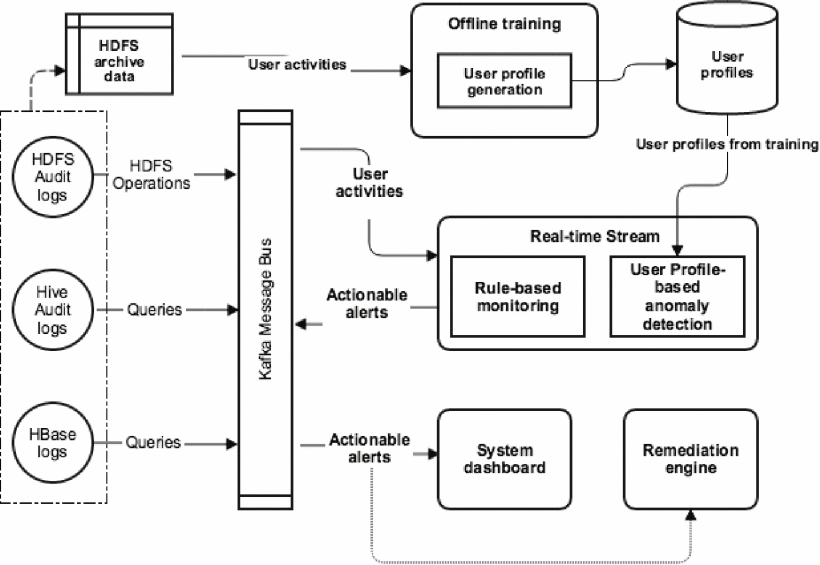 HDFS
archive
data
User activities
Offline training
User profile
generation
User
profiles
User profiles from training
HDFS
Audit
logs
HDFS
Operations
User
activities
Real-time Stream
Rule-based
monitoring
User Profile-
based
anomaly
detection
Hive
Audit
logs
Queries
Kafka Message Bus
Actionable
alerts
HBase
logs
Queries
Actionable
alerts
System
dashboard
Remediation
engine